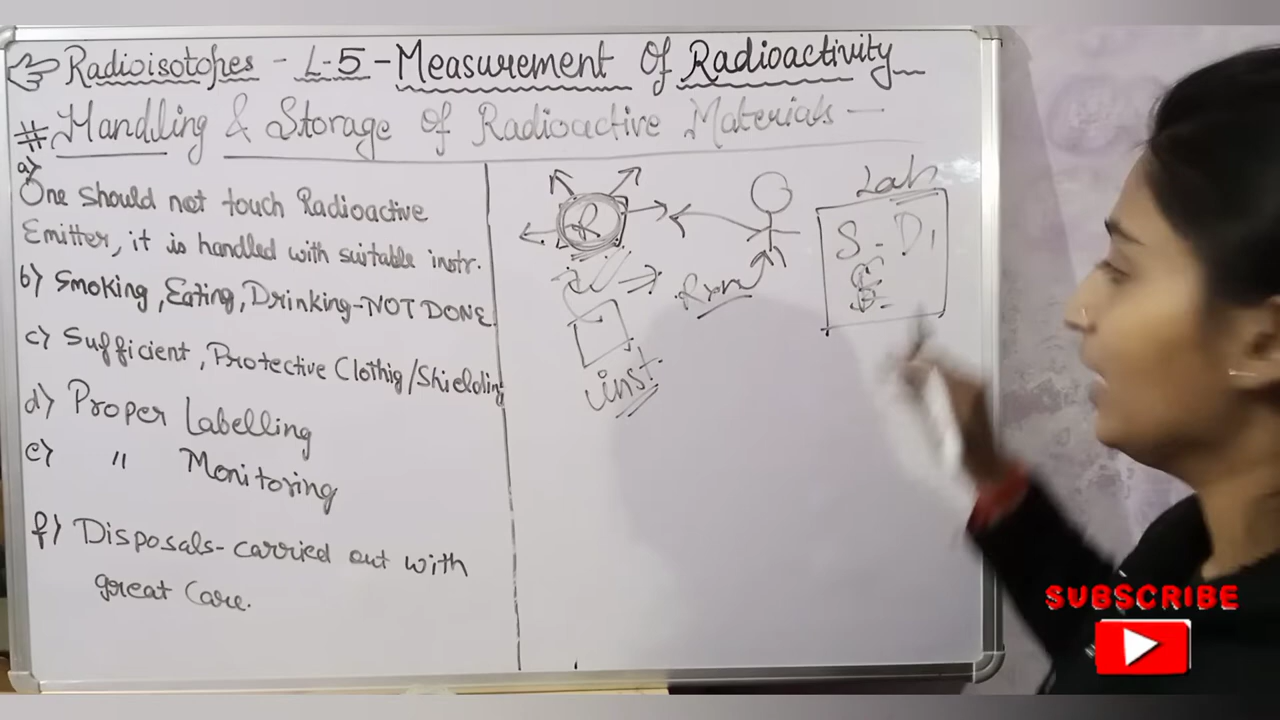 Radioisotopes - L-5 - Measurement Of Radioactivity
# Handling & Storage of Radioactive Materials -
a)
One should not touch Radioactive
Emitter, it is handled with suitable instr.
b) Smoking, Eating, Drinking-NOT DONE
c) Sufficient, Protective Clothig/Shielding
d) Proper Labelling
e) " Monitoring
f) Disposals-carried out with
great Care.
R
inst.
Rxn
Lab
S - D
SUBSCRIBE